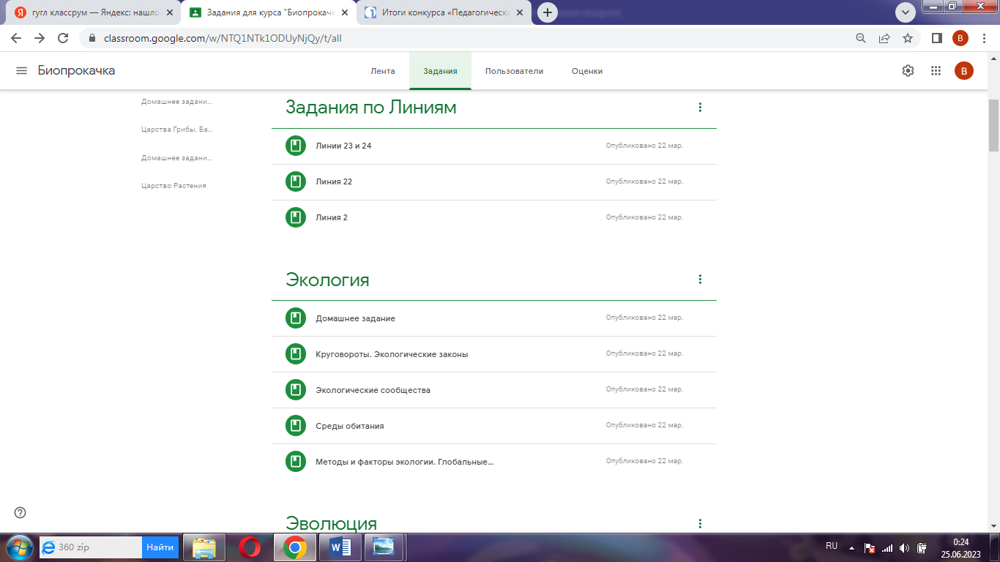 гугл классрум — Яндекс: нашло
Задания для курса "Биопрокачк
Итоги конкурса «Педагогически
classroom.google.com/w/NTQ1NTk1ODUyNjQy/t/all
B
Биопрокачка
Лента
Задания
Пользователи
Оценки
B
Домашнее задани...
Царства Грибы, Ба...
Домашнее задани...
Царство Растения
Задания по Линиям
Линии 23 и 24
Опубликовано 22 мар.
Линия 22
Опубликовано 22 мар.
Линия 2
Опубликовано 22 мар.
Экология
Домашнее задание
Опубликовано 22 мар.
Круговороты. Экологические законы
Опубликовано 22 мар.
Экологические сообщества
Опубликовано 22 мар.
Среды обитания
Опубликовано 22 мар.
Методы и факторы экологии. Глобальные...
Опубликовано 22 мар.
Эволюция
360 zip
Найти
RU
0:24
25.06.2023